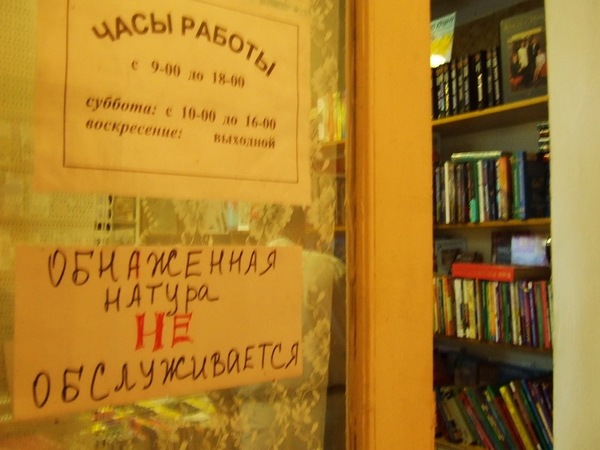 ЧАСЫ РАБОТЫ
с 9-00 до 18-00
суббота: с 10-00 до 16-00
воскресение: выходной
ОБНАЖЕННАЯ
НАТУРА
НЕ
ОБСЛУЖИВАЕТСЯ